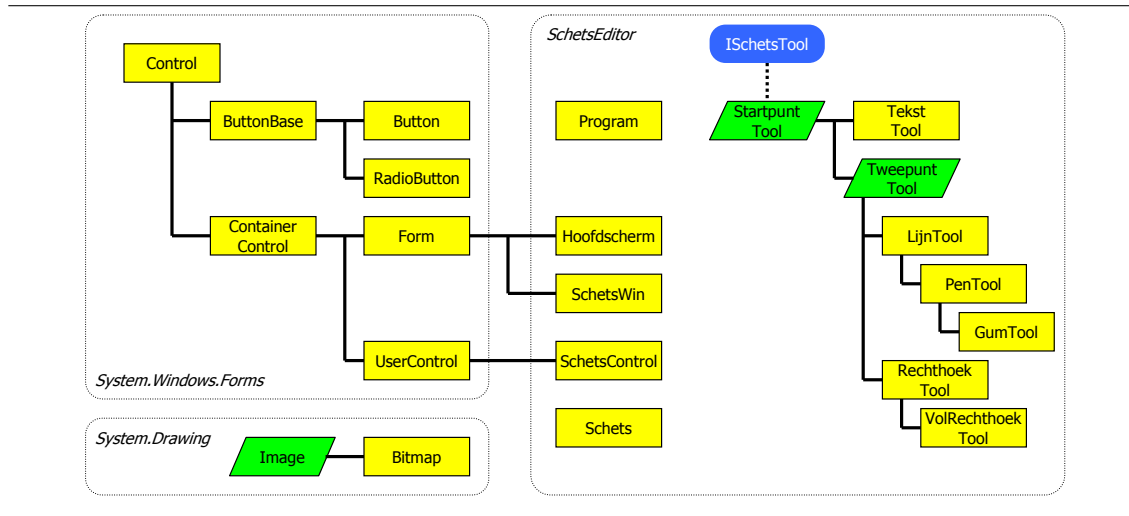 Control
ButtonBase
Button
RadioButton
Container
Control
Form
UserControl
System.Windows.Forms
System.Drawing
Image
Bitmap
SchetsEditor
ISchetsTool
Program
Startpunt
Tool
Tekst
Tool
Tweepunt
Tool
Hoofdscherm
LijnTool
SchetsWin
PenTool
GumTool
SchetsControl
Rechthoek
Tool
Schets
VolRechthoek
Tool